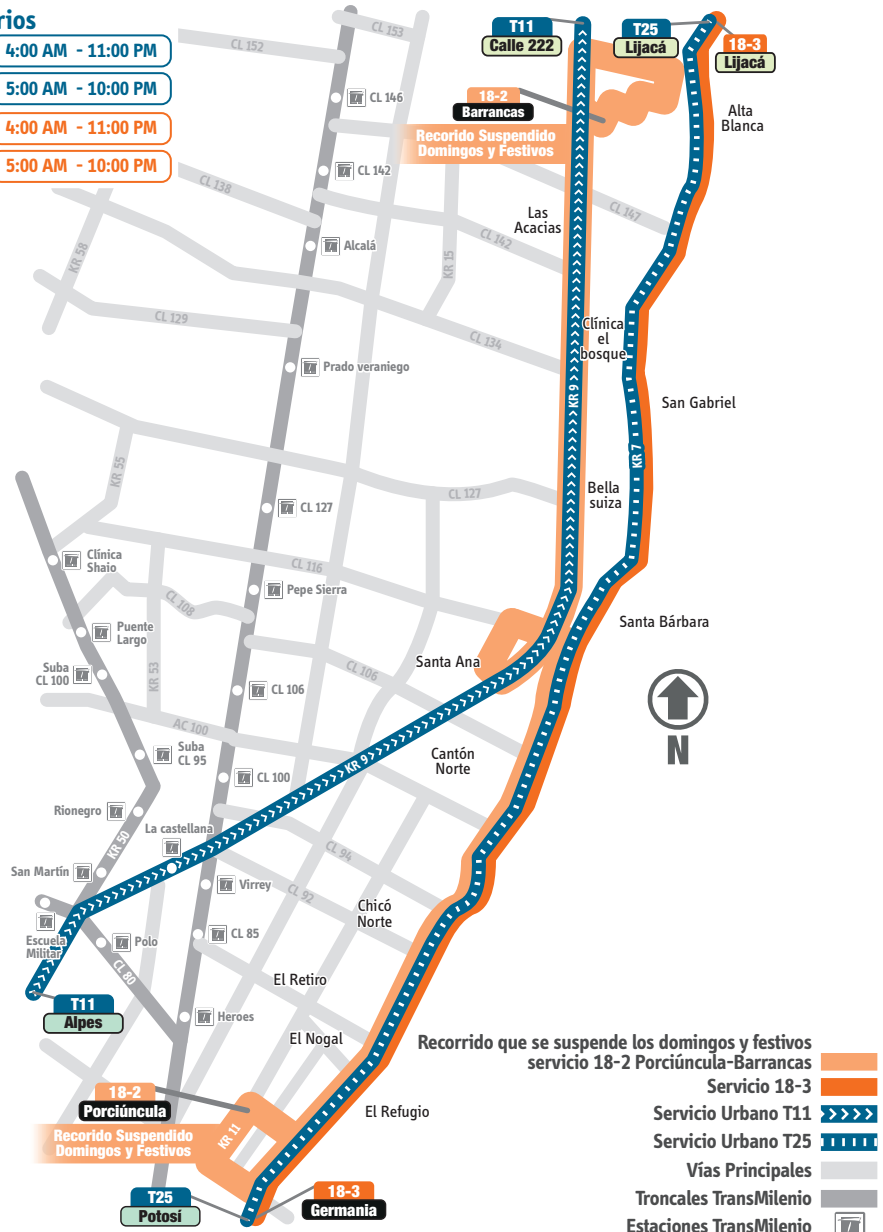 rios
4:00 AM - 11:00 PM
5:00 AM - 10:00 PM
4:00 AM - 11:00 PM
5:00 AM - 10:00 PM
T11
Calle 222
T25
Lijacá
18-3
Lijacá
CL 153
CL 152
CL 146
18-2
Barrancas
Recorido Suspendido
Domingos y Festivos
Alta
Blanca
CL 142
CL 138
Las
Acacias
CL 147
CL 142
KR 15
KR 58
Alcalá
CL 129
CL 134
Clínica
el
bosque
Prado veraniego
KR 9
San Gabriel
KR 7
KR 55
CL 127
CL 127
Bella
suiza
Clínica
Shaio
CL 116
Pepe Sierra
CL 108
Puente
Largo
Santa Bárbara
Suba
CL 100
KR 53
Santa Ana
CL 106
CL 106
AC 100
N
Suba
CL 95
KR 9
Cantón
Norte
CL 100
Rionegro
La castellana
KR 50
CL 94
San Martín
Virrey
CL 92
Chicó
Norte
Escuela
Militar
Polo
CL 85
CL 80
El Retiro
T11
Alpes
Heroes
El Nogal
Recorrido que se suspende los domingos y festivos
servicio 18-2 Porciúncula-Barrancas
Servicio 18-3
Servicio Urbano T11
Servicio Urbano T25
Vías Principales
Troncales TransMilenio
Estaciones TransMilenio
18-2
Porciúncula
El Refugio
KR 11
Recorido Suspendido
Domingos y Festivos
T25
Potosí
18-3
Germania